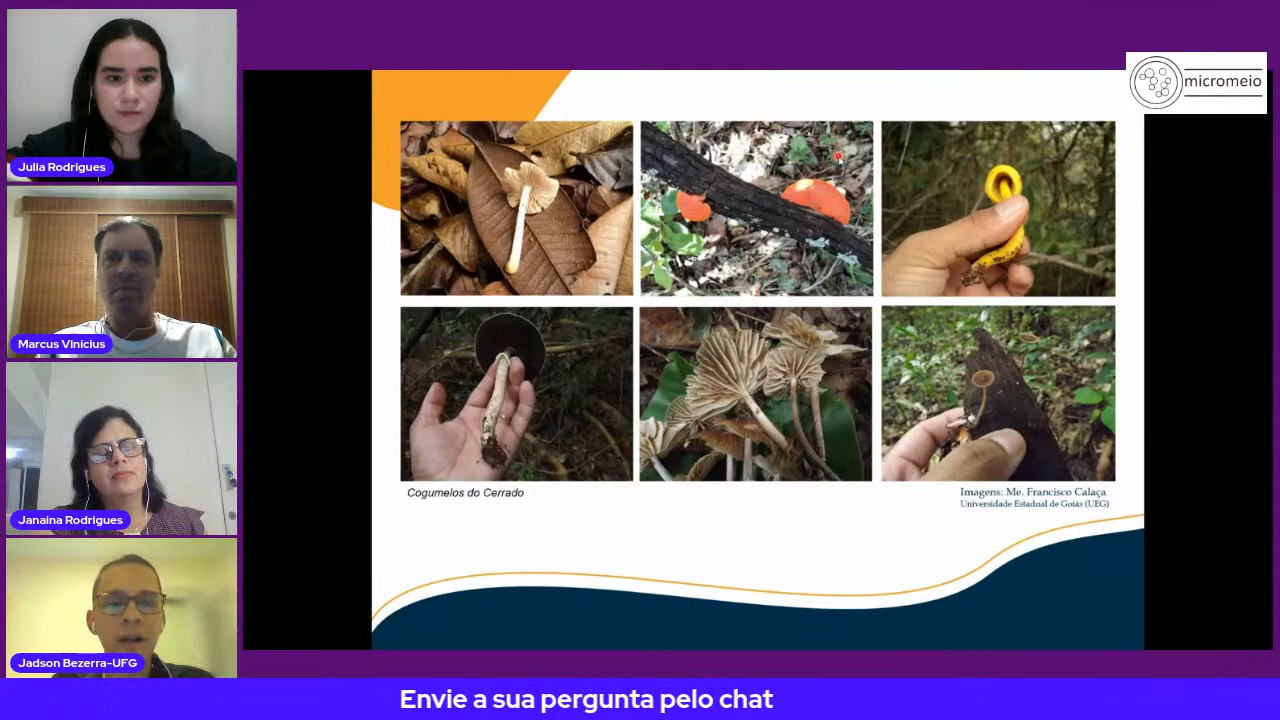 Julia Rodrigues
Marcus Vinícius
Janaina Rodrigues
Jadson Bezerra-UFG
micromeio
Cogumelos do Cerrado
Imagens: Me. Francisco Calaça
Universidade Estadual de Goiás (UEG)
Envie a sua pergunta pelo chat